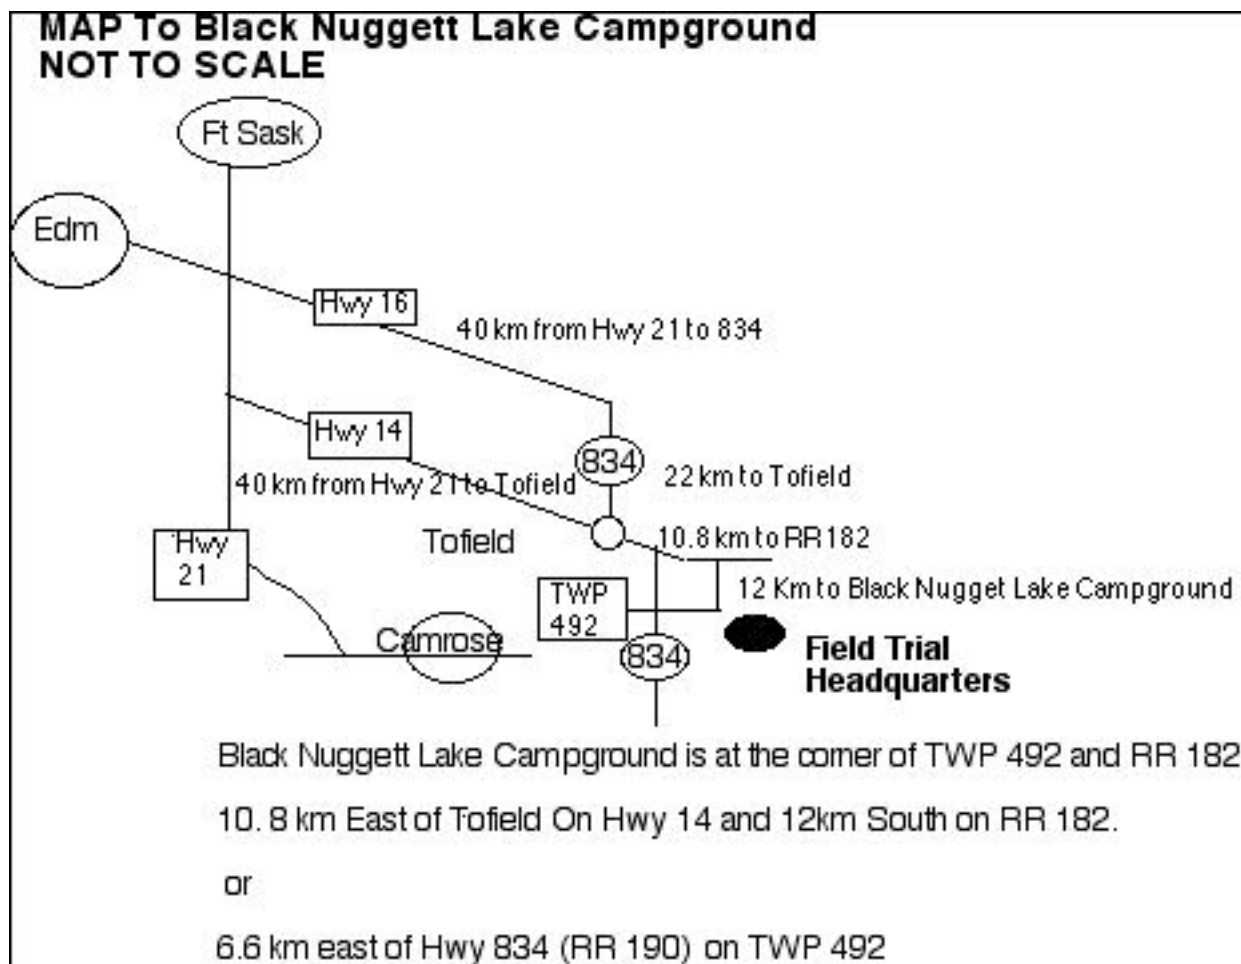 MAP To Black Nuggett Lake Campground
NOT TO SCALE
Ft Sask
Edm
Hwy 16
40 km from Hwy 21 to 834
Hwy 14
834
22 km to Tofield
40 km from Hwy 21 to Tofield
Tofield
10.8 km to RR 182
Hwy
21
TWP
492
12 Km to Black Nugget Lake Campground
Camrose
834
Field Trial
Headquarters
Black Nuggett Lake Campground is at the corner of TWP 492 and RR 182
10. 8 km East of Tofield On Hwy 14 and 12km South on RR 182.
or
6.6 km east of Hwy 834 (RR 190) on TWP 492